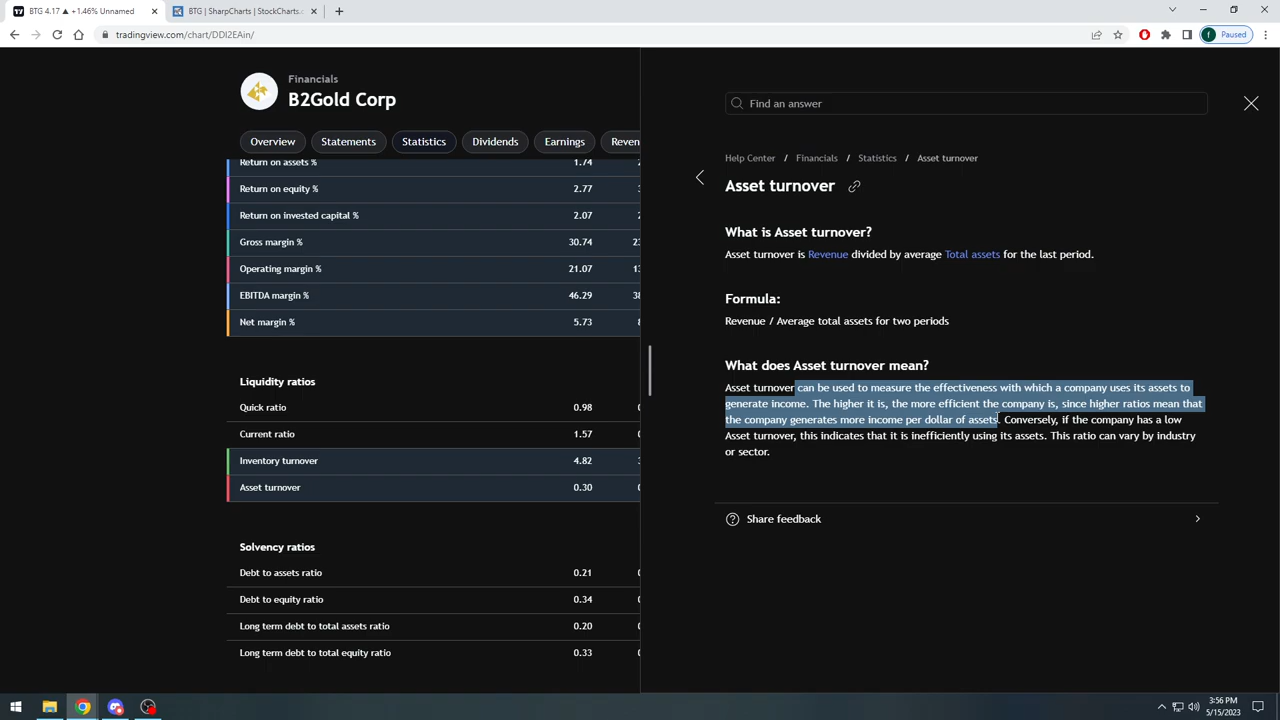 BTG 4.17 ▲ +1.46% Unnamed
BTG | SharpCharts | StockCharts.c
tradingview.com/chart/DDI2EAin/
f Paused
Financials
B2Gold Corp
Overview Statements Statistics Dividends Earnings Reven
Return on assets % 1.74
Return on equity % 2.77
Return on invested capital % 2.07
Gross margin % 30.74
Operating margin % 21.07
EBITDA margin % 46.29
Net margin % 5.73
Liquidity ratios
Quick ratio 0.98
Current ratio 1.57
Inventory turnover 4.82
Asset turnover 0.30
Solvency ratios
Debt to assets ratio 0.21
Debt to equity ratio 0.34
Long term debt to total assets ratio 0.20
Long term debt to total equity ratio 0.33
Find an answer
Help Center / Financials / Statistics / Asset turnover
Asset turnover
What is Asset turnover?
Asset turnover is Revenue divided by average Total assets for the last period.
Formula:
Revenue / Average total assets for two periods
What does Asset turnover mean?
Asset turnover can be used to measure the effectiveness with which a company uses its assets to
generate income. The higher it is, the more efficient the company is, since higher ratios mean that
the company generates more income per dollar of assets. Conversely, if the company has a low
Asset turnover, this indicates that it is inefficiently using its assets. This ratio can vary by industry
or sector.
Share feedback
3:56 PM
5/15/2023